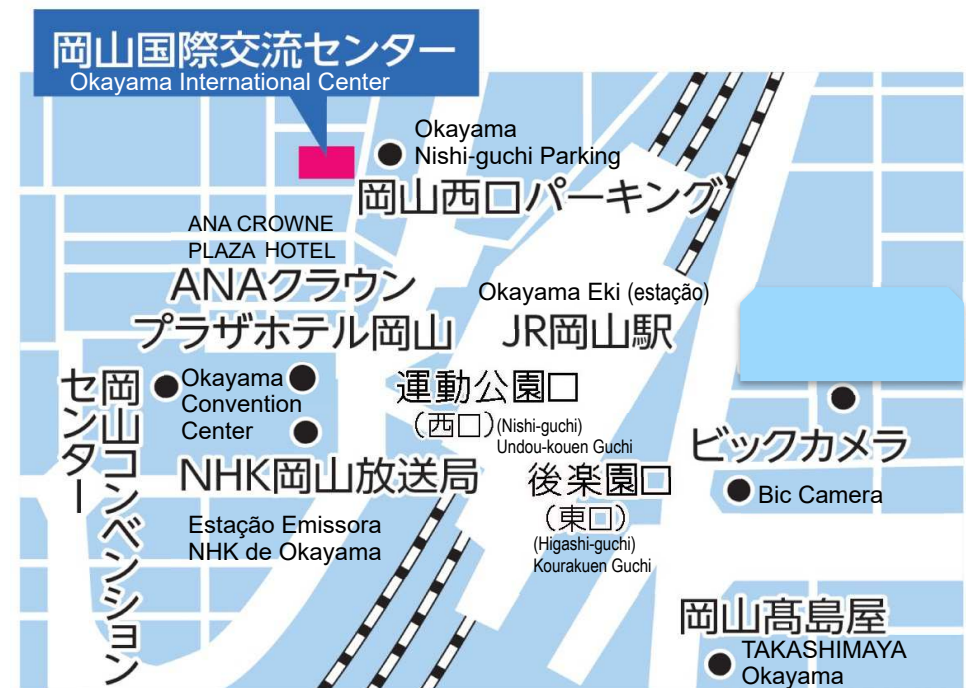 岡山国際交流センター
Okayama International Center
Okayama
Nishi-guchi Parking
岡山西口パーキング
ANA CROWNE
PLAZA HOTEL
ANAクラウン
プラザホテル岡山
Okayama Eki (estação)
JR岡山駅
岡山コンベンション
センター
Okayama
Convention
Center
運動公園口
(西口)(Nishi-guchi)
Undou-kouen Guchi
ビックカメラ
Bic Camera
NHK岡山放送局
Estação Emissora
NHK de Okayama
後楽園口
(東口)
(Higashi-guchi)
Kourakuen Guchi
岡山髙島屋
TAKASHIMAYA
Okayama